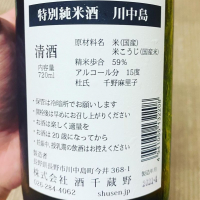 特別純米酒 川中島
清酒
内容量
720ml
原材料名 米(国産)
米こうじ(国産米)
精米歩合 59%
アルコール分 15度
杜氏 千野麻里子
・保管は冷暗所でお願いします
・開栓後は早めにお召し上がりください
・お酒は楽しく適量を
・お酒は20歳になってから
・妊娠中、授乳期の飲酒はお控えください
製造者
長野県長野市川中島町今井368-1
株式会社 酒千蔵野
026.284.4062
shusen.jp